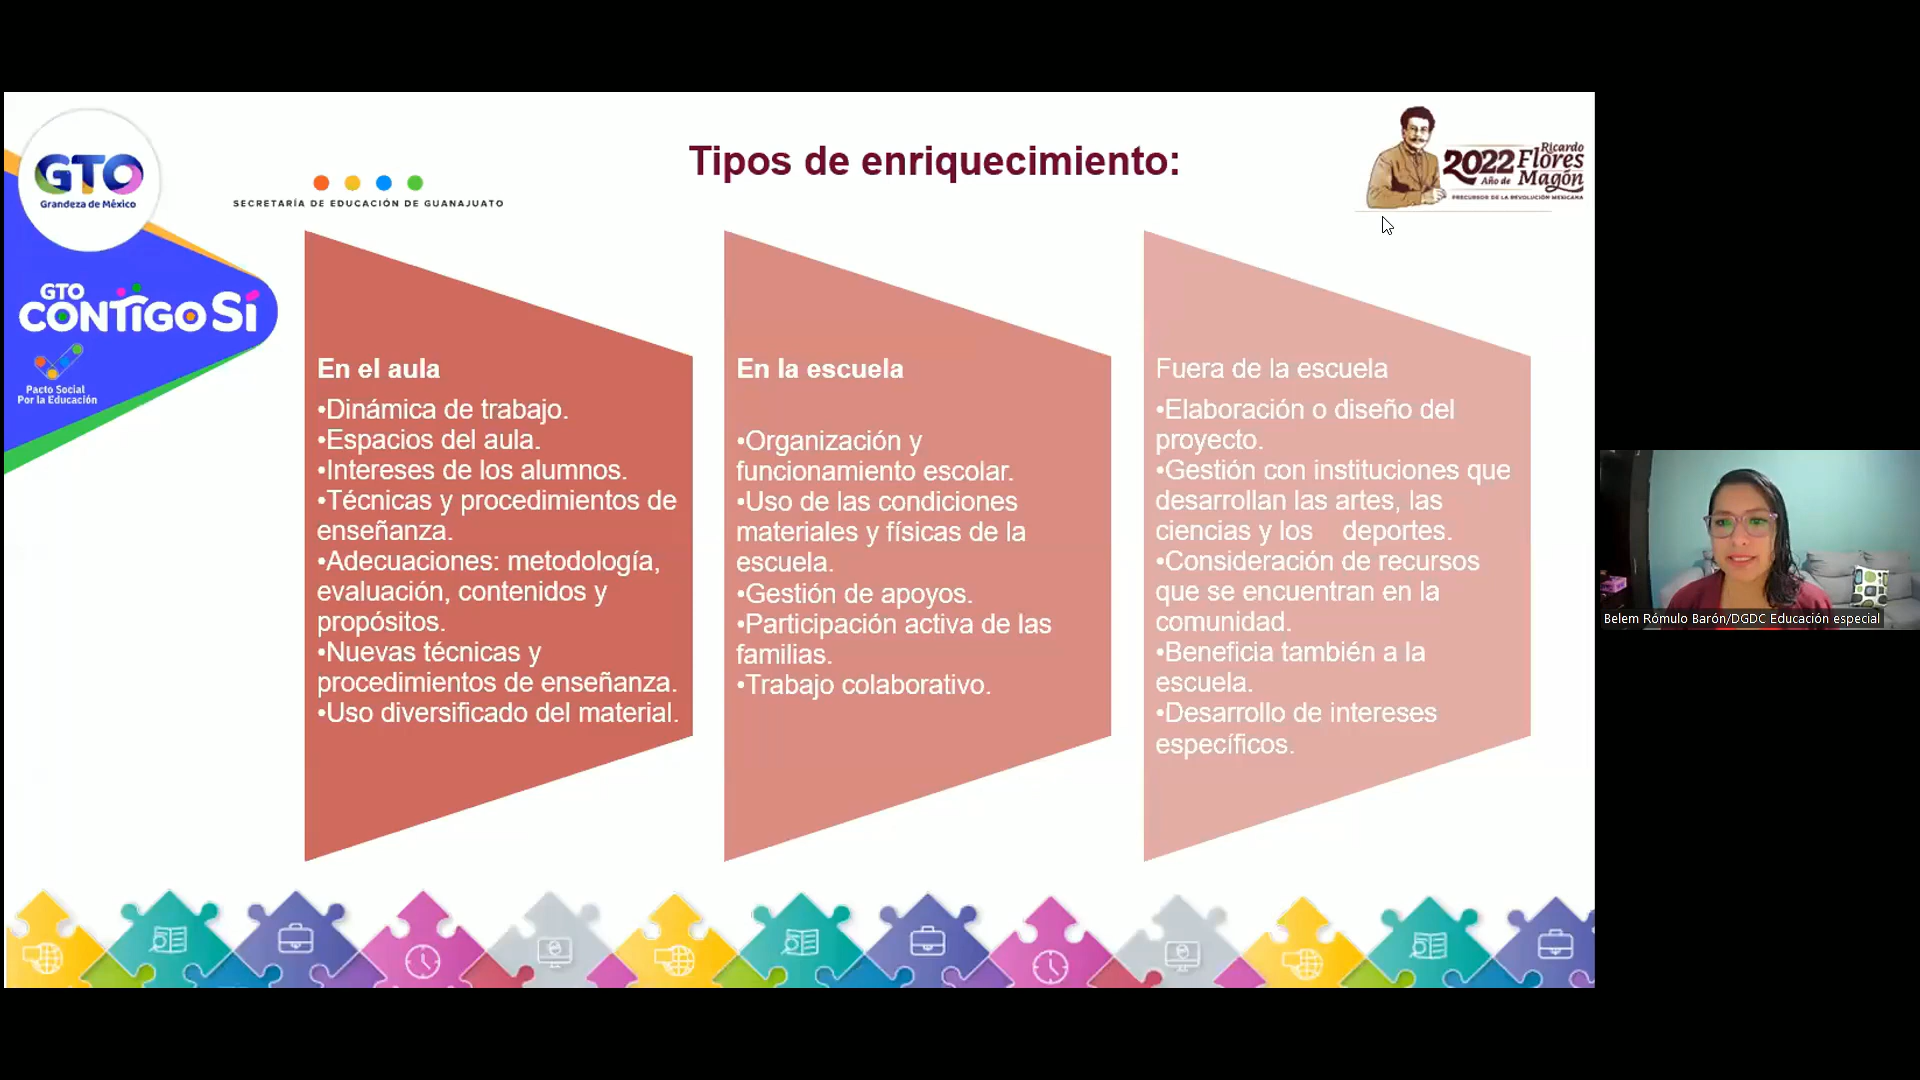 GTO
Grandeza de México
GTO
CONTIGO Sí
Pacto Social
Por la Educación
SECRETARÍA DE EDUCACIÓN DE GUANAJUATO
Tipos de enriquecimiento:
2022 Ricardo
Flores
Año de Magón
PRECURSOR DE LA REVOLUCIÓN MEXICANA
En el aula
•Dinámica de trabajo.
•Espacios del aula.
•Intereses de los alumnos.
•Técnicas y procedimientos de
enseñanza.
•Adecuaciones: metodología,
evaluación, contenidos y
propósitos.
•Nuevas técnicas y
procedimientos de enseñanza.
•Uso diversificado del material.
En la escuela
•Organización y
funcionamiento escolar.
•Uso de las condiciones
materiales y físicas de la
escuela.
•Gestión de apoyos.
•Participación activa de las
familias.
•Trabajo colaborativo.
Fuera de la escuela
•Elaboración o diseño del
proyecto.
•Gestión con instituciones que
desarrollan las artes, las
ciencias y los    deportes.
•Consideración de recursos
que se encuentran en la
comunidad.
•Beneficia también a la
escuela.
•Desarrollo de intereses
específicos.
Belem Rómulo Barón/DGDC Educación especial